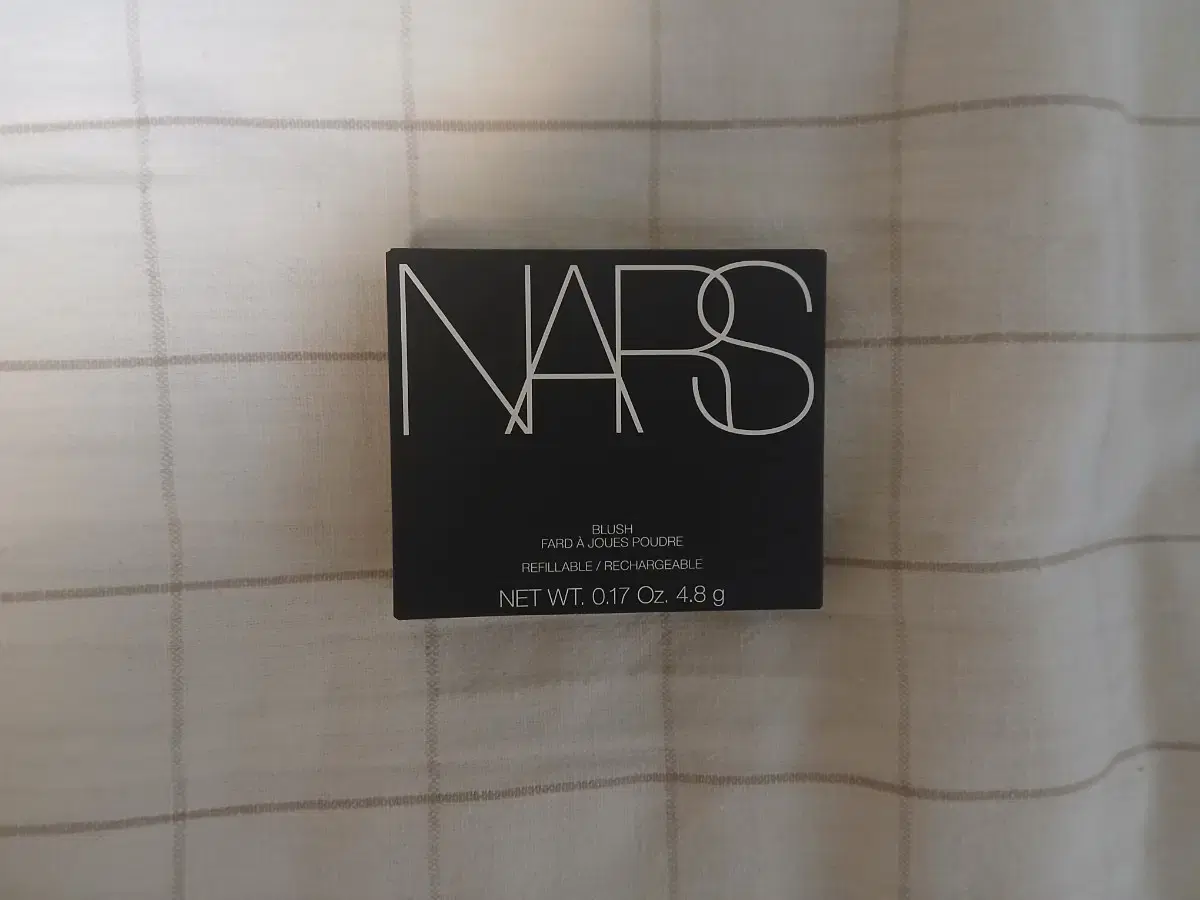 NARS
BLUSH
FARD À JOUES POUDRE
REFILLABLE / RECHARGEABLE
NET WT. 0.17 Oz. 4.8 g